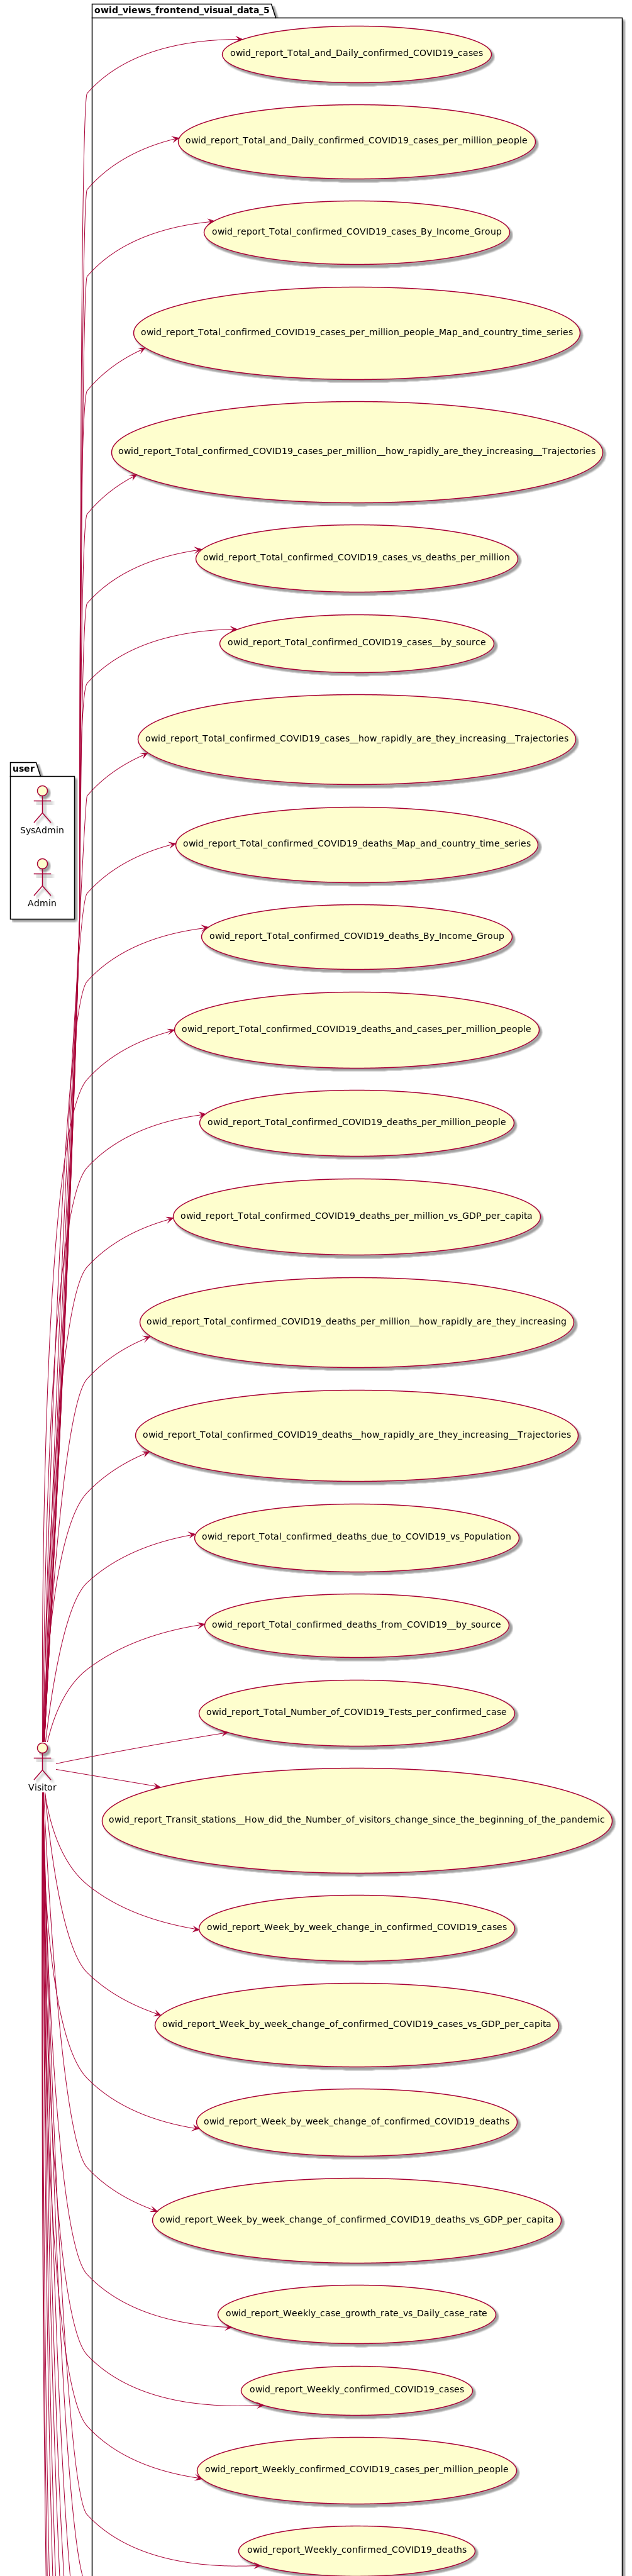 owid_views_frontend_visual_data_5
owid_report_Total_and_Daily_confirmed_COVID19_cases
owid_report_Total_and_Daily_confirmed_COVID19_cases_per_million_people
owid_report_Total_confirmed_COVID19_cases_By_Income_Group
owid_report_Total_confirmed_COVID19_cases_per_million_people_Map_and_country_time_series
owid_report_Total_confirmed_COVID19_cases_per_million__how_rapidly_are_they_increasing__Trajectories
owid_report_Total_confirmed_COVID19_cases_vs_deaths_per_million
owid_report_Total_confirmed_COVID19_cases__by_source
owid_report_Total_confirmed_COVID19_cases__how_rapidly_are_they_increasing__Trajectories
user
SysAdmin
Admin
owid_report_Total_confirmed_COVID19_deaths_Map_and_country_time_series
owid_report_Total_confirmed_COVID19_deaths_By_Income_Group
owid_report_Total_confirmed_COVID19_deaths_and_cases_per_million_people
owid_report_Total_confirmed_COVID19_deaths_per_million_people
owid_report_Total_confirmed_COVID19_deaths_per_million_vs_GDP_per_capita
owid_report_Total_confirmed_COVID19_deaths_per_million__how_rapidly_are_they_increasing
owid_report_Total_confirmed_COVID19_deaths__how_rapidly_are_they_increasing__Trajectories
owid_report_Total_confirmed_deaths_due_to_COVID19_vs_Population
owid_report_Total_confirmed_deaths_from_COVID19__by_source
owid_report_Total_Number_of_COVID19_Tests_per_confirmed_case
Visitor
owid_report_Transit_stations__How_did_the_Number_of_visitors_change_since_the_beginning_of_the_pandemic
owid_report_Week_by_week_change_in_confirmed_COVID19_cases
owid_report_Week_by_week_change_of_confirmed_COVID19_cases_vs_GDP_per_capita
owid_report_Week_by_week_change_of_confirmed_COVID19_deaths
owid_report_Week_by_week_change_of_confirmed_COVID19_deaths_vs_GDP_per_capita
owid_report_Weekly_case_growth_rate_vs_Daily_case_rate
owid_report_Weekly_confirmed_COVID19_cases
owid_report_Weekly_confirmed_COVID19_cases_per_million_people
owid_report_Weekly_confirmed_COVID19_deaths